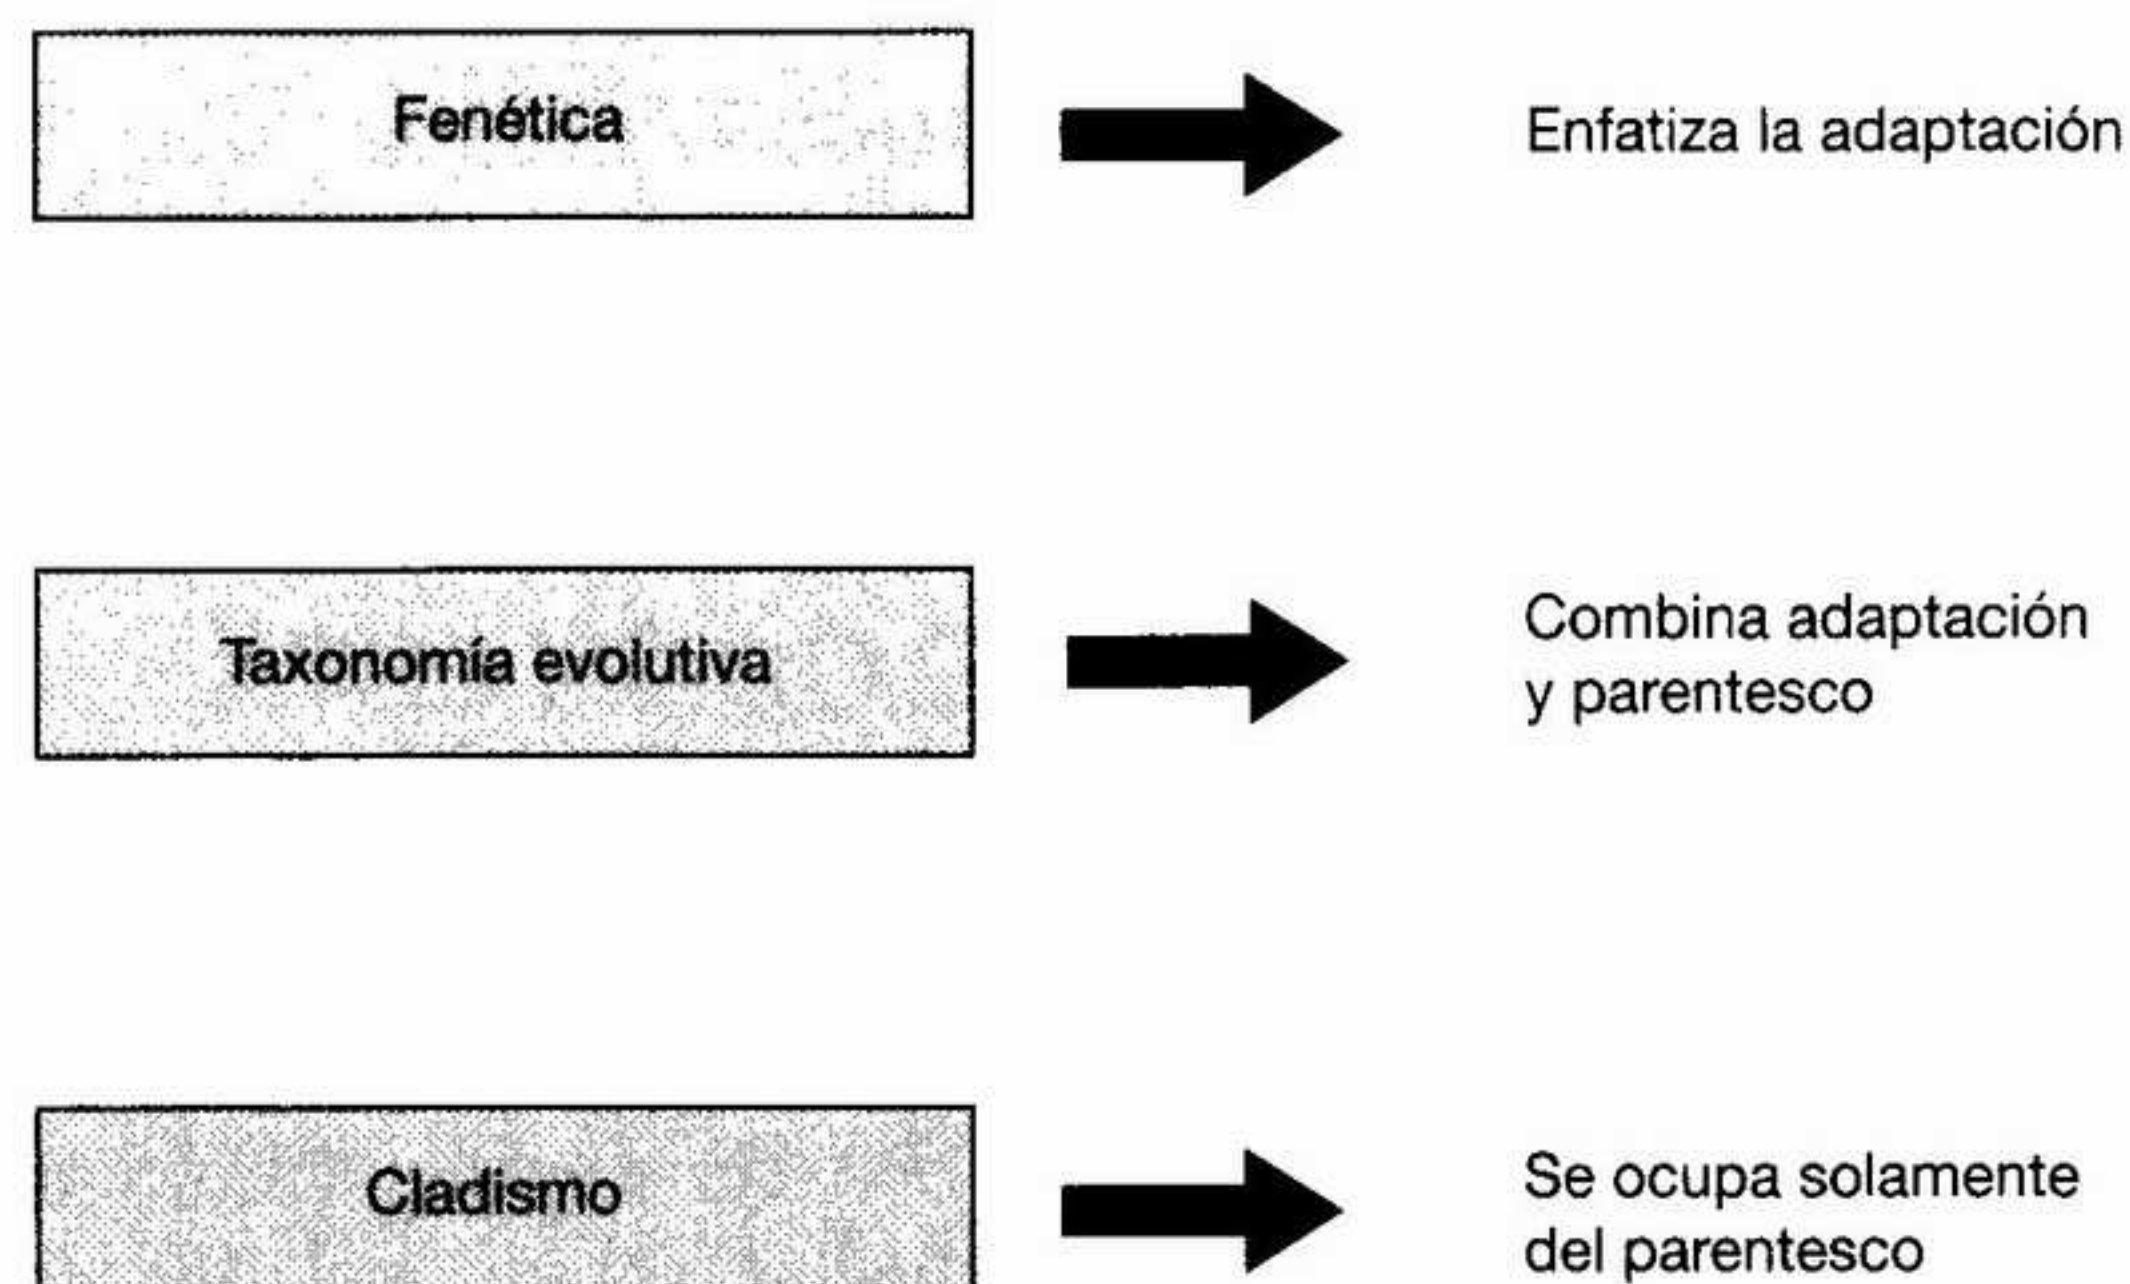 Fenética
Enfatiza la adaptación
Taxonomía evolutiva
Combina adaptación
y parentesco
Cladismo
Se ocupa solamente
del parentesco